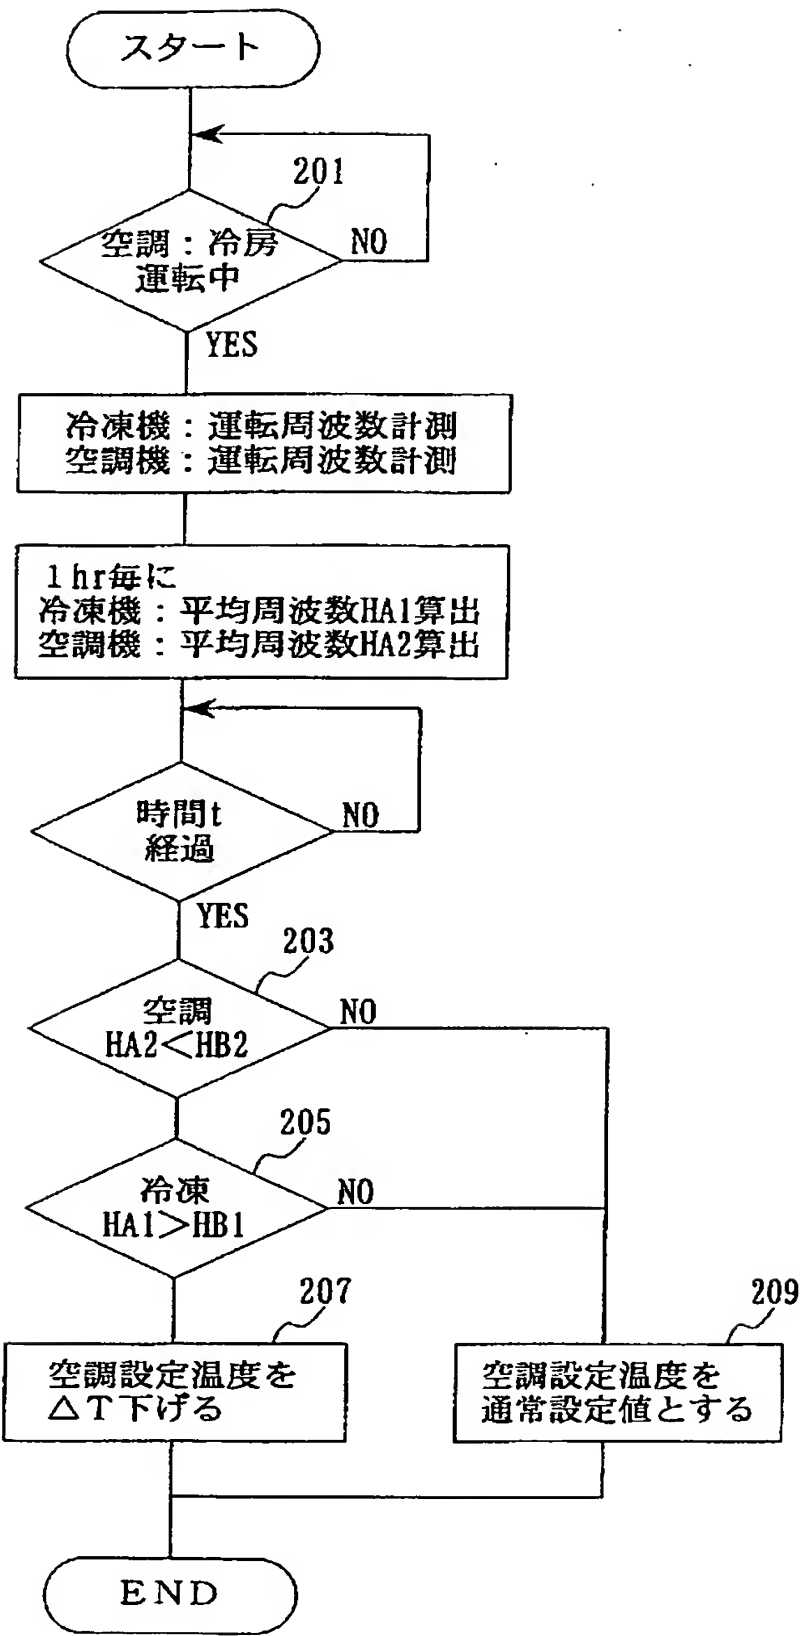 スタート
201
空調：冷房
運転中
NO
YES
冷凍機：運転周波数計測
空調機：運転周波数計測
1hr毎に
冷凍機：平均周波数HA1算出
空調機：平均周波数HA2算出
時間t
経過
NO
YES
203
空調
HA2<HB2
NO
205
冷凍
HA1>HB1
NO
207
空調設定温度を
△T下げる
209
空調設定温度を
通常設定値とする
END